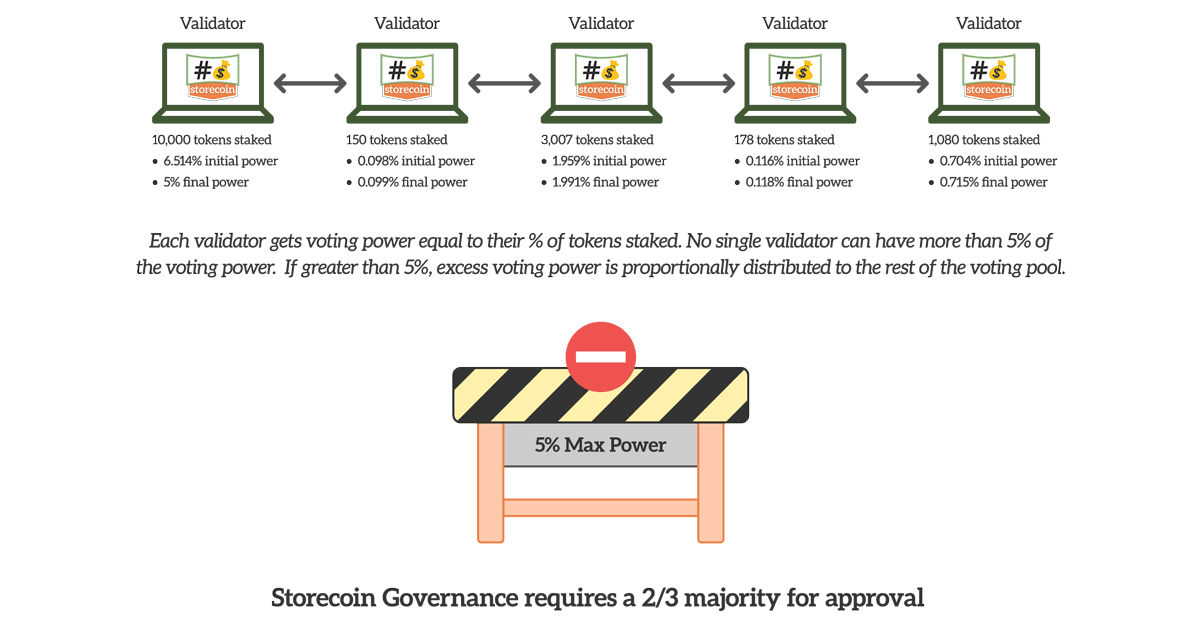 Validator Validator Validator Validator Validator
# storecoin # storecoin # storecoin # storecoin # storecoin
10,000 tokens staked
• 6.514% initial power
• 5% final power
150 tokens staked
• 0.098% initial power
• 0.099% final power
3,007 tokens staked
• 1.959% initial power
• 1.991% final power
178 tokens staked
• 0.116% initial power
• 0.118% final power
1,080 tokens staked
• 0.704% initial power
• 0.715% final power
Each validator gets voting power equal to their % of tokens staked. No single validator can have more than 5% of
the voting power.  If greater than 5%, excess voting power is proportionally distributed to the rest of the voting pool.
5% Max Power
Storecoin Governance requires a 2/3 majority for approval